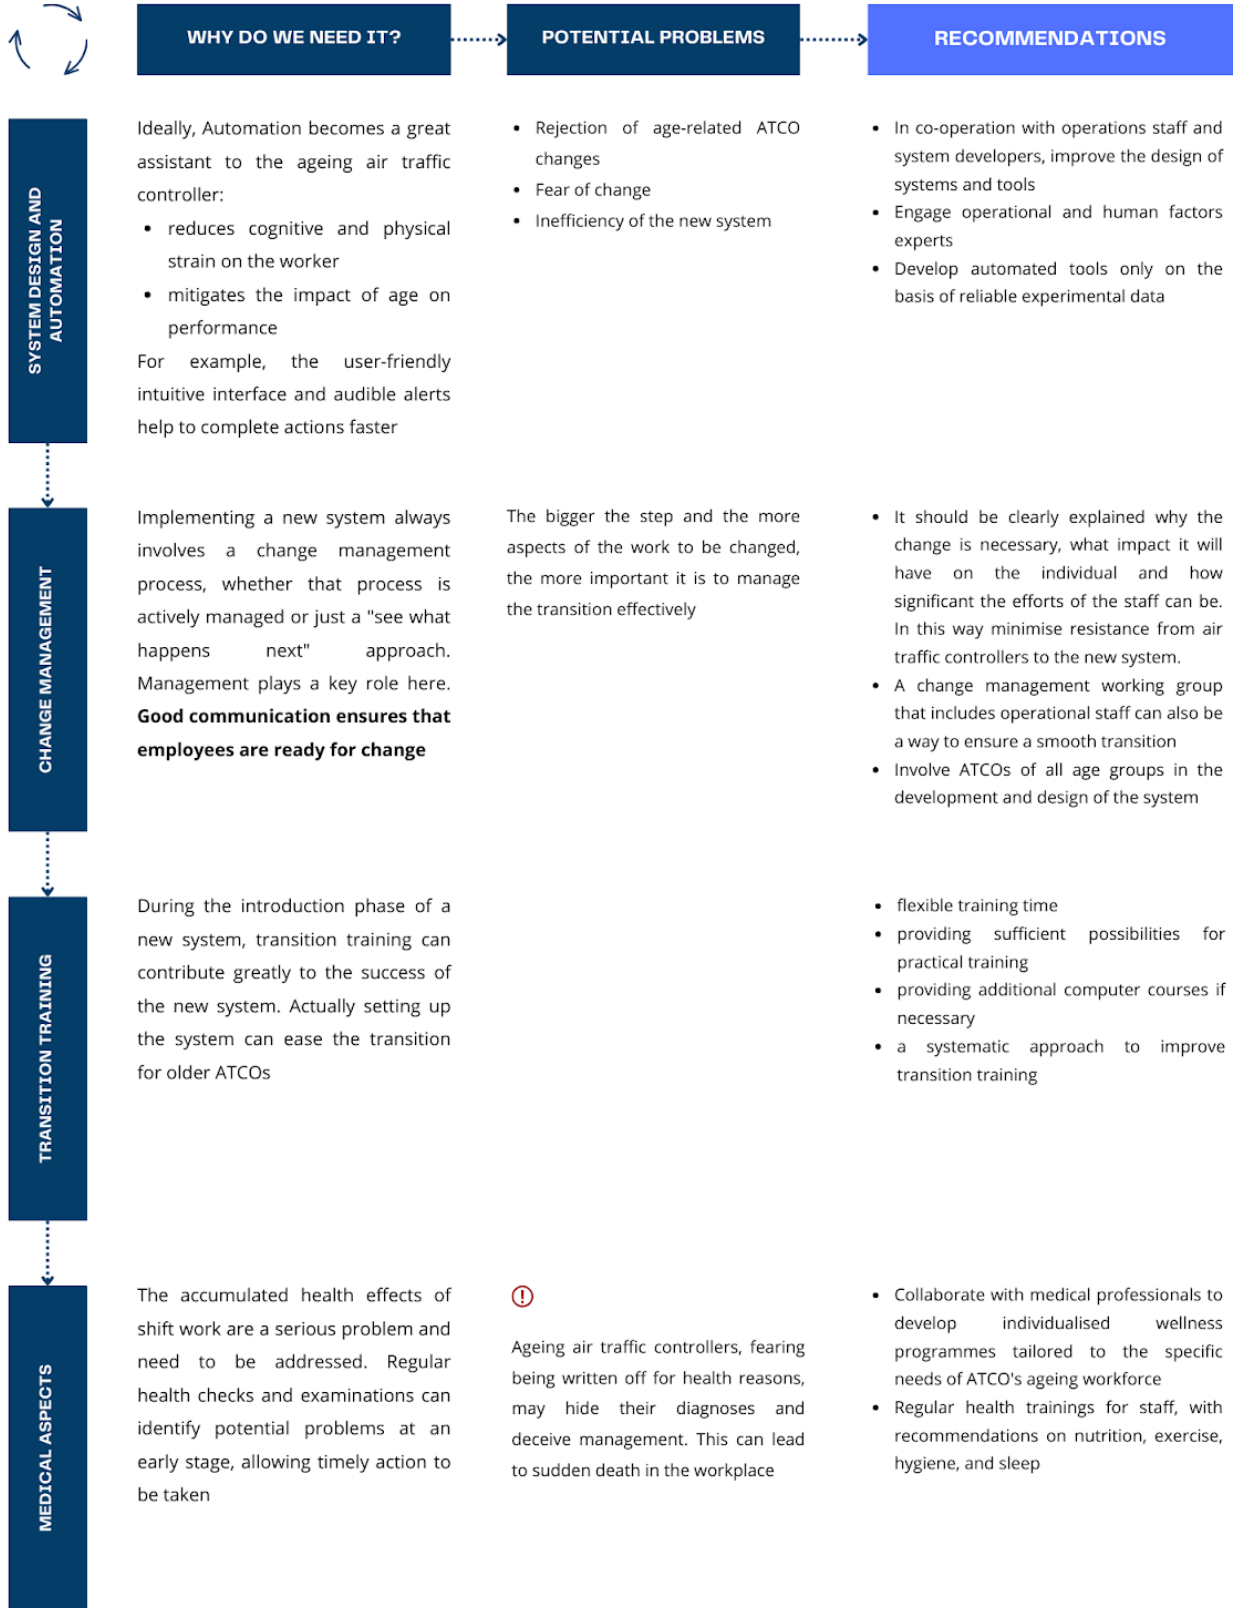 WHY DO WE NEED IT?
POTENTIAL PROBLEMS
RECOMMENDATIONS
SYSTEM DESIGN AND
AUTOMATION
Ideally, Automation becomes a great
assistant to the ageing air traffic
controller:
• reduces cognitive and physical
strain on the worker
• mitigates the impact of age on
performance
For example, the user-friendly
intuitive interface and audible alerts
help to complete actions faster
• Rejection of age-related ATCO
changes
• Fear of change
• Inefficiency of the new system
• In co-operation with operations staff and
system developers, improve the design of
systems and tools
• Engage operational and human factors
experts
• Develop automated tools only on the
basis of reliable experimental data
CHANGE MANAGEMENT
Implementing a new system always
involves a change management
process, whether that process is
actively managed or just a "see what
happens next" approach.
Management plays a key role here.
Good communication ensures that
employees are ready for change
The bigger the step and the more
aspects of the work to be changed,
the more important it is to manage
the transition effectively
• It should be clearly explained why the
change is necessary, what impact it will
have on the individual and how
significant the efforts of the staff can be.
In this way minimise resistance from air
traffic controllers to the new system.
• A change management working group
that includes operational staff can also be
a way to ensure a smooth transition
• Involve ATCOs of all age groups in the
development and design of the system
TRANSITION TRAINING
During the introduction phase of a
new system, transition training can
contribute greatly to the success of
the new system. Actually setting up
the system can ease the transition
for older ATCOs
• flexible training time
• providing sufficient possibilities for
practical training
• providing additional computer courses if
necessary
• a systematic approach to improve
transition training
MEDICAL ASPECTS
The accumulated health effects of
shift work are a serious problem and
need to be addressed. Regular
health checks and examinations can
identify potential problems at an
early stage, allowing timely action to
be taken
!
Ageing air traffic controllers, fearing
being written off for health reasons,
may hide their diagnoses and
deceive management. This can lead
to sudden death in the workplace
• Collaborate with medical professionals to
develop individualised wellness
programmes tailored to the specific
needs of ATCO's ageing workforce
• Regular health trainings for staff, with
recommendations on nutrition, exercise,
hygiene, and sleep